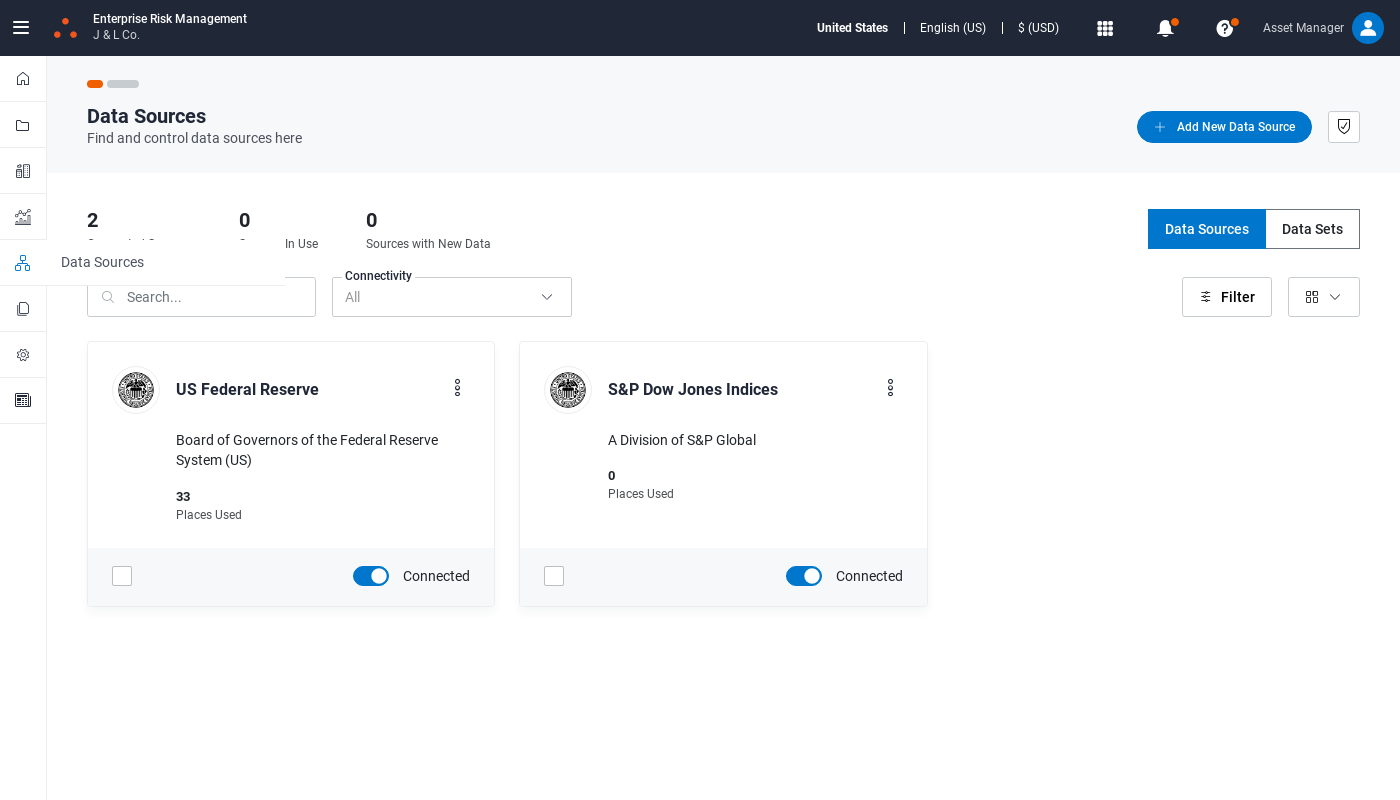 Enterprise Risk Management
J & L Co.
United States
English (US)
$ (USD)
Asset Manager
Data Sources
Find and control data sources here
Add New Data Source
2
0
In Use
0
Sources with New Data
Data Sources
Data Sets
Data Sources
Search...
Connectivity
All
Filter
US Federal Reserve
Board of Governors of the Federal Reserve
System (US)
33
Places Used
Connected
S&P Dow Jones Indices
A Division of S&P Global
0
Places Used
Connected